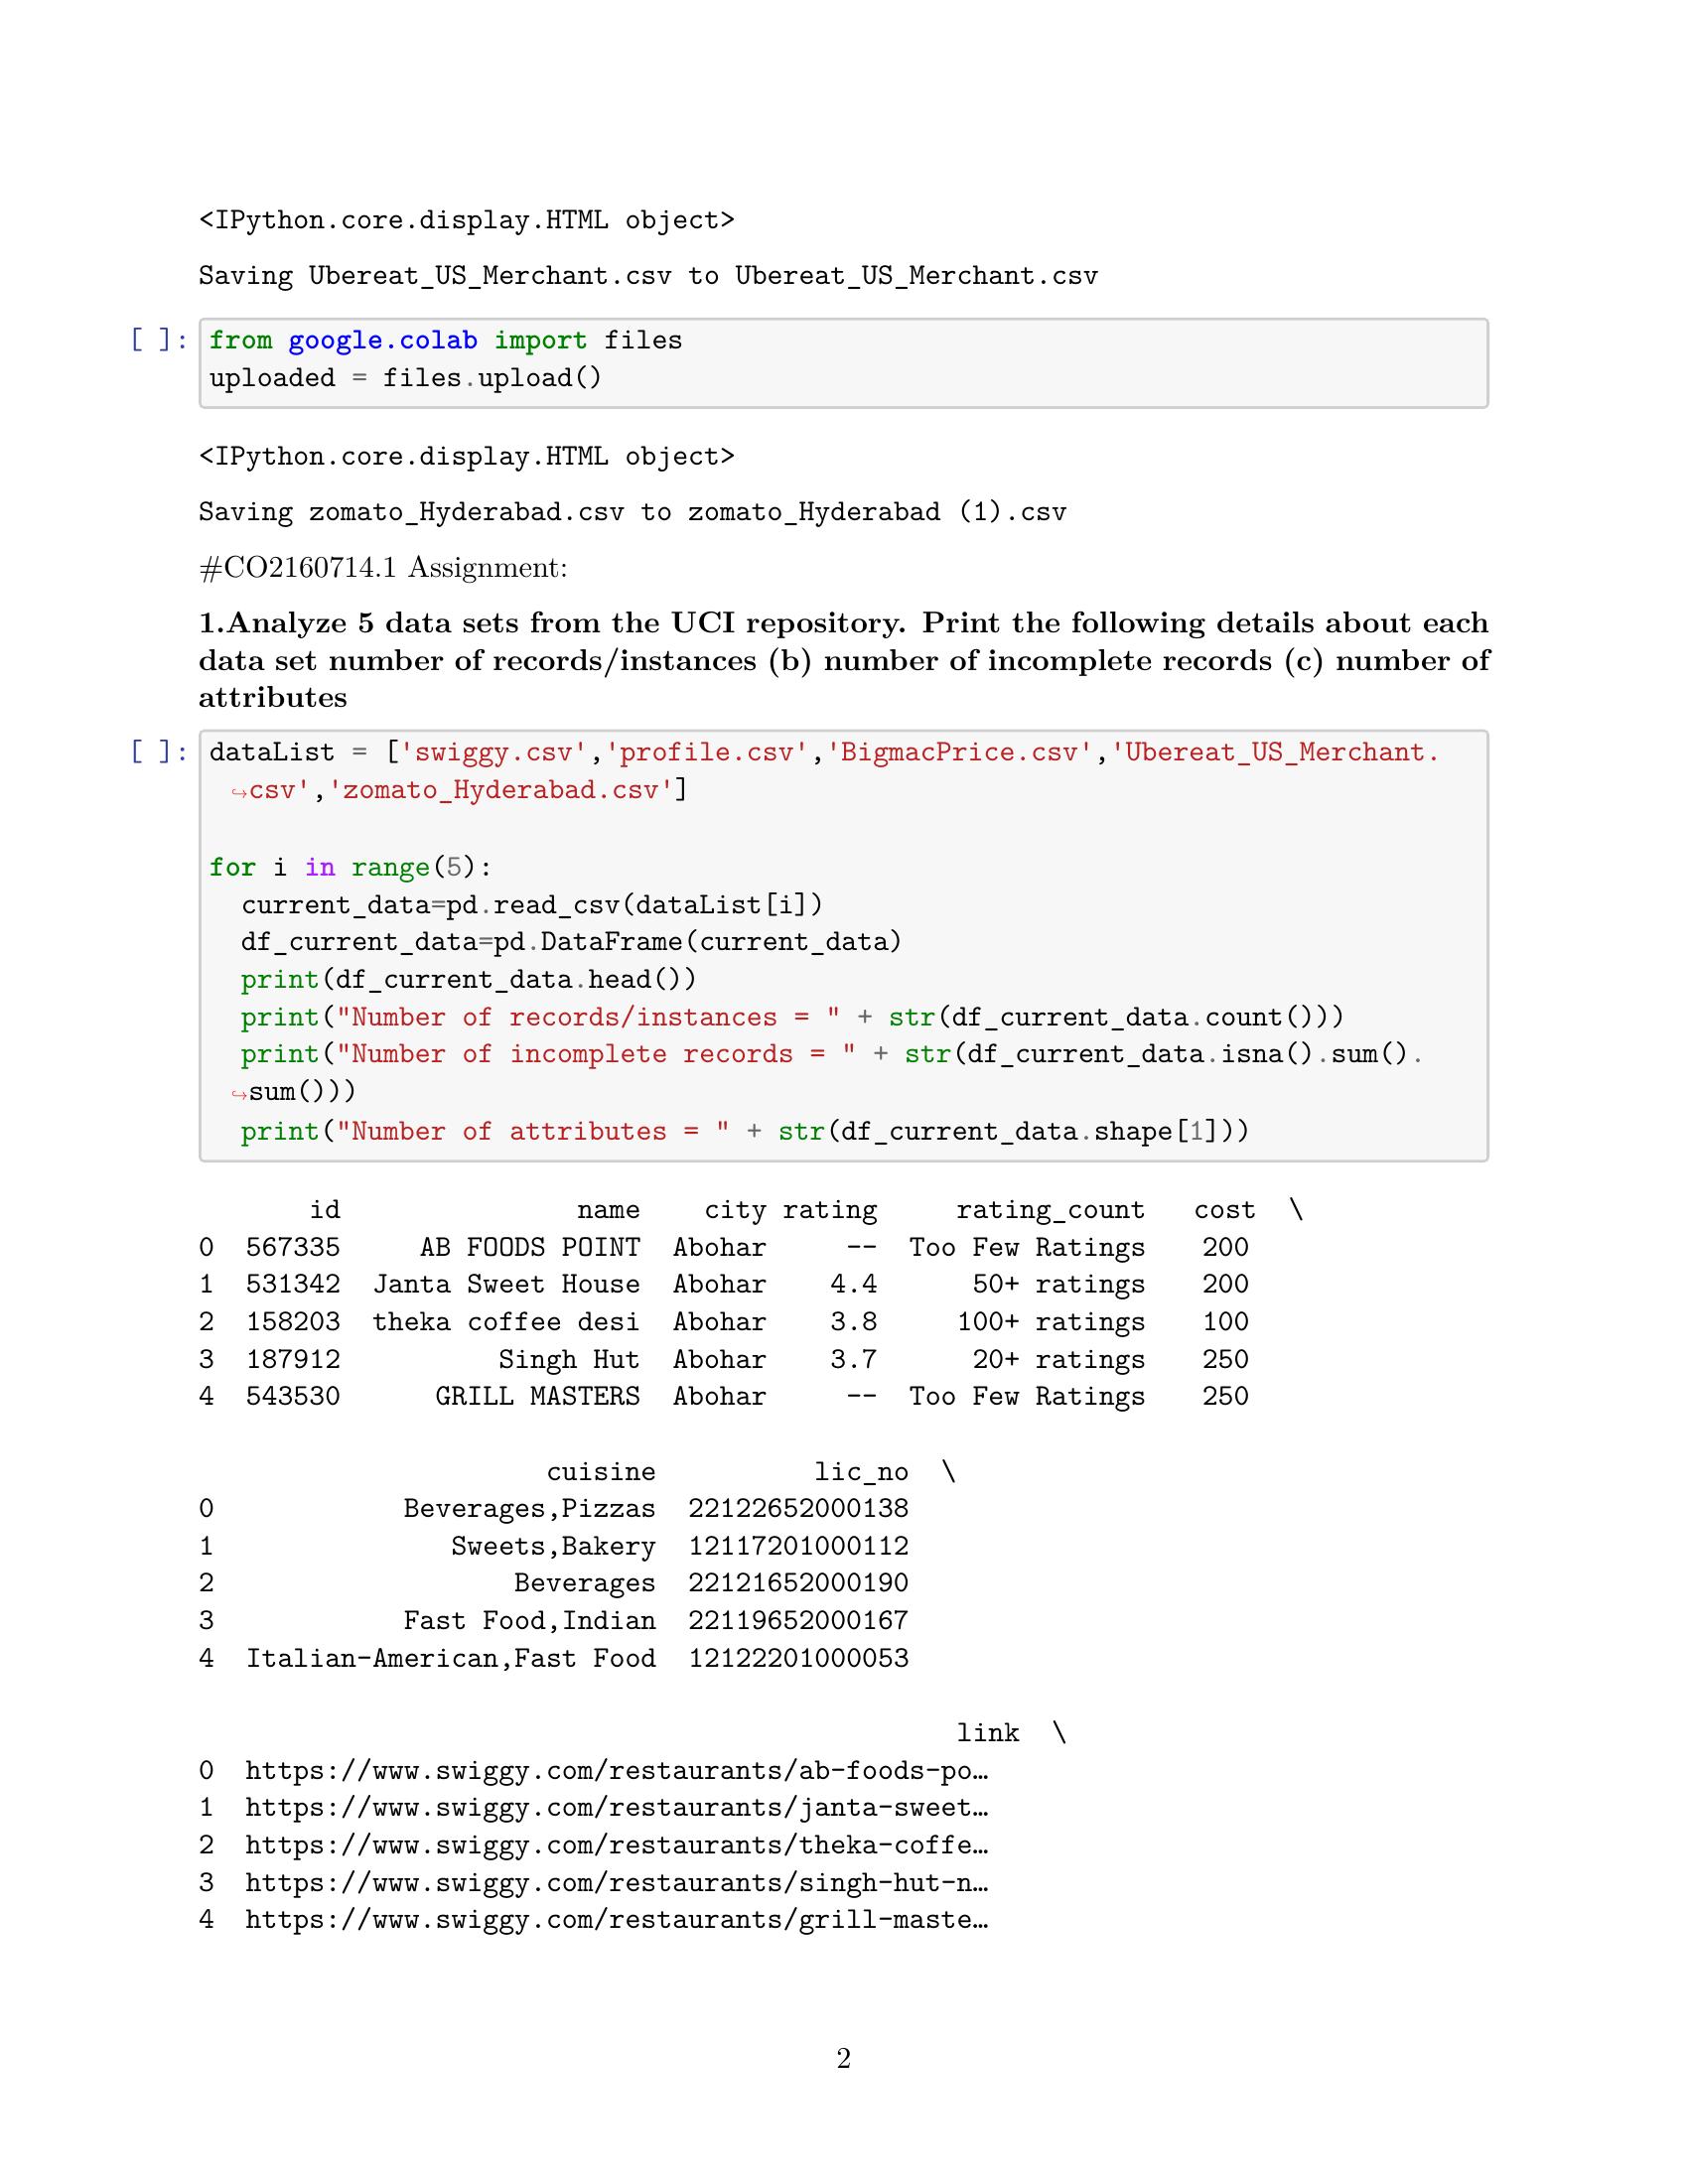 <IPython.core.display.HTML object>
Saving Ubereat_US_Merchant.csv to Ubereat_US_Merchant.csv
[ ]: from google.colab import files
uploaded = files.upload()
<IPython.core.display.HTML object>
Saving zomato_Hyderabad.csv to zomato_Hyderabad (1).csv
#CO2160714.1 Assignment:
1.Analyze 5 data sets from the UCI repository. Print the following details about each
data set number of records/instances (b) number of incomplete records (c) number of
attributes
[ ]: dataList = ['swiggy.csv','profile.csv','BigmacPrice.csv','Ubereat_US_Merchant.
↪csv','zomato_Hyderabad.csv']
for i in range(5):
  current_data=pd.read_csv(dataList[i])
  df_current_data=pd.DataFrame(current_data)
  print(df_current_data.head())
  print("Number of records/instances = " + str(df_current_data.count()))
  print("Number of incomplete records = " + str(df_current_data.isna().sum().
↪sum()))
  print("Number of attributes = " + str(df_current_data.shape[1]))
id name city rating rating_count cost \
0 567335 AB FOODS POINT Abohar -- Too Few Ratings 200
1 531342 Janta Sweet House Abohar 4.4 50+ ratings 200
2 158203 theka coffee desi Abohar 3.8 100+ ratings 100
3 187912 Singh Hut Abohar 3.7 20+ ratings 250
4 543530 GRILL MASTERS Abohar -- Too Few Ratings 250
cuisine lic_no \
0 Beverages,Pizzas 22122652000138
1 Sweets,Bakery 12117201000112
2 Beverages 22121652000190
3 Fast Food,Indian 22119652000167
4 Italian-American,Fast Food 12122201000053
link \
0 https://www.swiggy.com/restaurants/ab-foods-po…
1 https://www.swiggy.com/restaurants/janta-sweet…
2 https://www.swiggy.com/restaurants/theka-coffe…
3 https://www.swiggy.com/restaurants/singh-hut-n…
4 https://www.swiggy.com/restaurants/grill-maste…
2